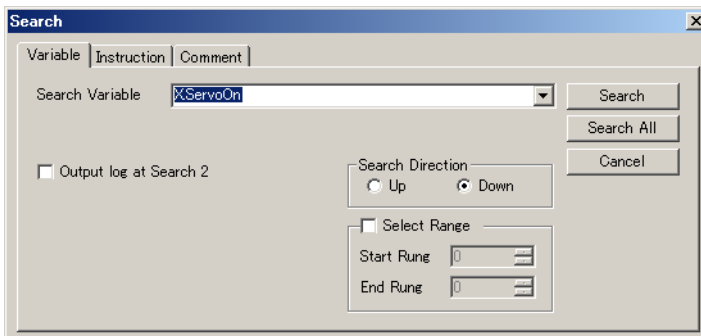 Search
Variable Instruction Comment
Search Variable XServoOn Search
Search All
Output log at Search 2 Search Direction Cancel
Up Down
Select Range
Start Rung 0
End Rung 0